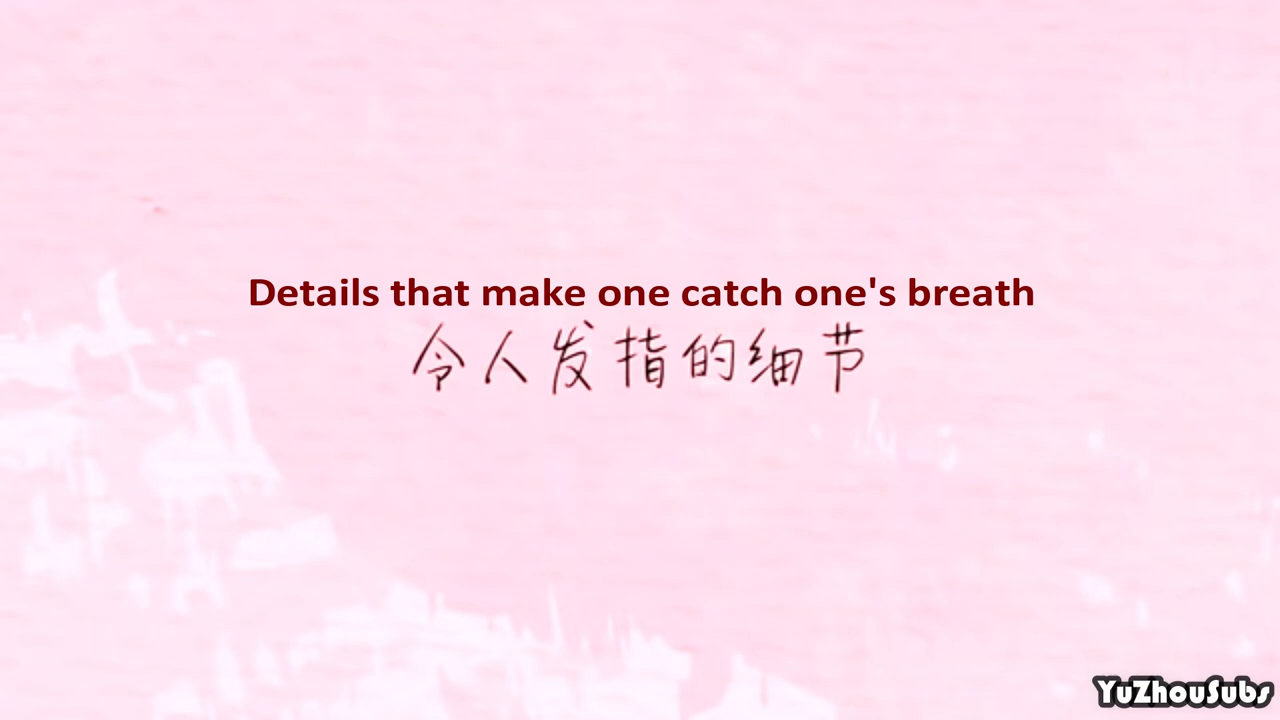 Details that make one catch one's breath
令人发指的细节
YuZhouSubs